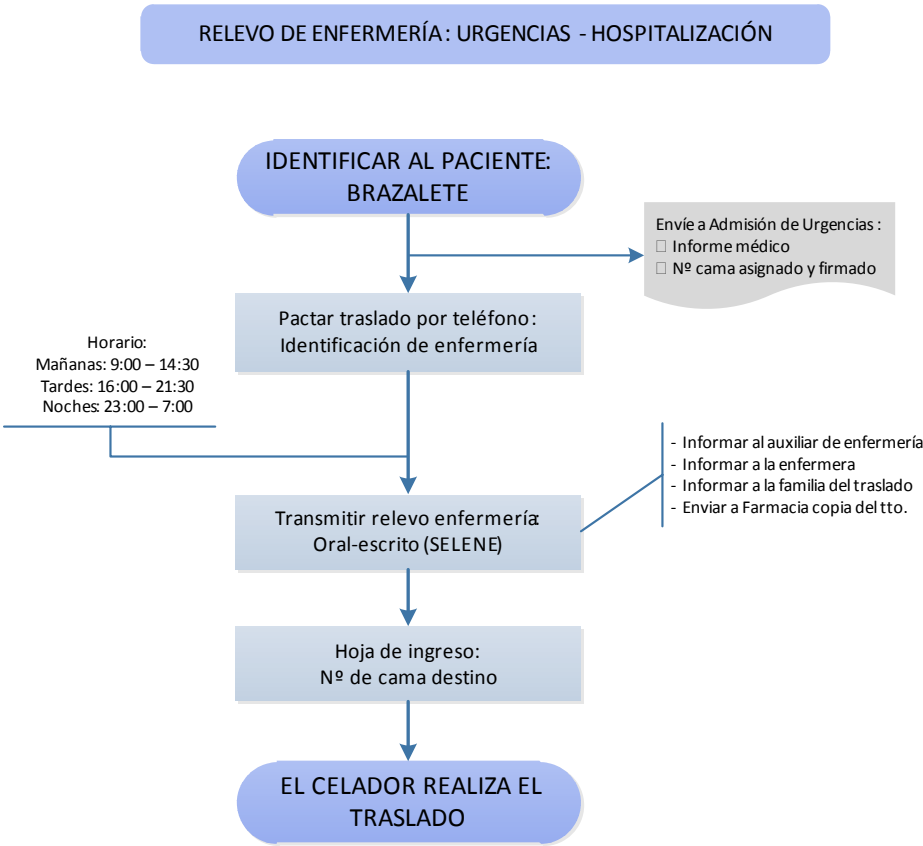 RELEVO DE ENFERMERÍA: URGENCIAS - HOSPITALIZACIÓN
IDENTIFICAR AL PACIENTE:
BRAZALETE
Envíe a Admisión de Urgencias :
□ Informe médico
□ Nº cama asignado y firmado
Pactar traslado por teléfono:
Identificación de enfermería
Horario:
Mañanas: 9:00 – 14:30
Tardes: 16:00 – 21:30
Noches: 23:00 – 7:00
- Informar al auxiliar de enfermería
- Informar a la enfermera
- Informar a la familia del traslado
- Enviar a Farmacia copia del tto.
Transmitir relevo enfermería:
Oral-escrito (SELENE)
Hoja de ingreso:
Nº de cama destino
EL CELADOR REALIZA EL
TRASLADO